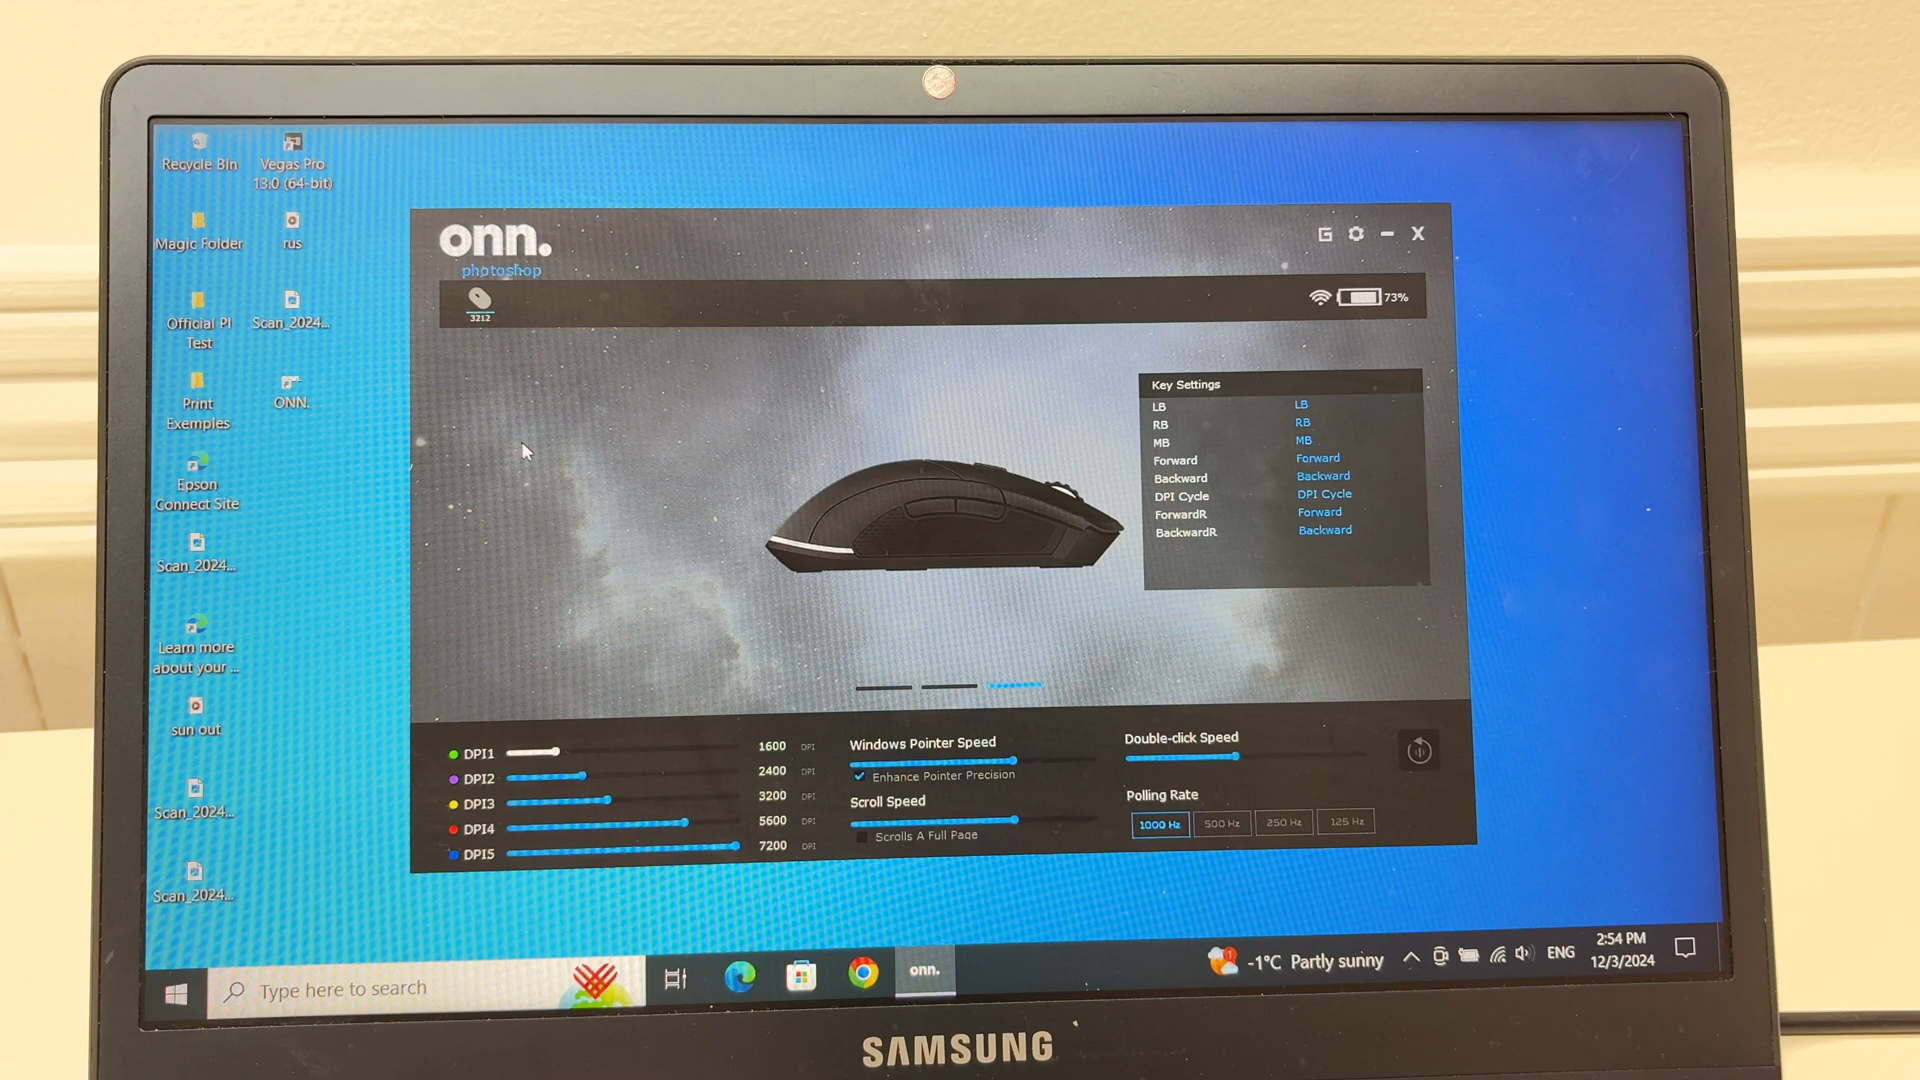 Recycle Bin
Vegas Pro
13.0 (64-bit)
Magic Folder
rus
Official PI
Test
Scan_2024...
Print
Exemples
ONN.
Epson
Connect Site
Scan_2024...
Learn more
about your ...
sun out
Scan_2024...
Scan_2024...
onn.
photoshop
3212
73%
Key Settings
LB LB
RB RB
MB MB
Forward Forward
Backward Backward
DPI Cycle DPI Cycle
ForwardR Forward
BackwardR Backward
DPI1 1600 DPI
DPI2 2400 DPI
DPI3 3200 DPI
DPI4 5600 DPI
DPI5 7200 DPI
Windows Pointer Speed
Enhance Pointer Precision
Scroll Speed
Scrolls A Full Page
Double-click Speed
Polling Rate
1000 Hz 500 Hz 250 Hz 125 Hz
Type here to search
onn.
-1°C Partly sunny
ENG
2:54 PM
12/3/2024
SAMSUNG